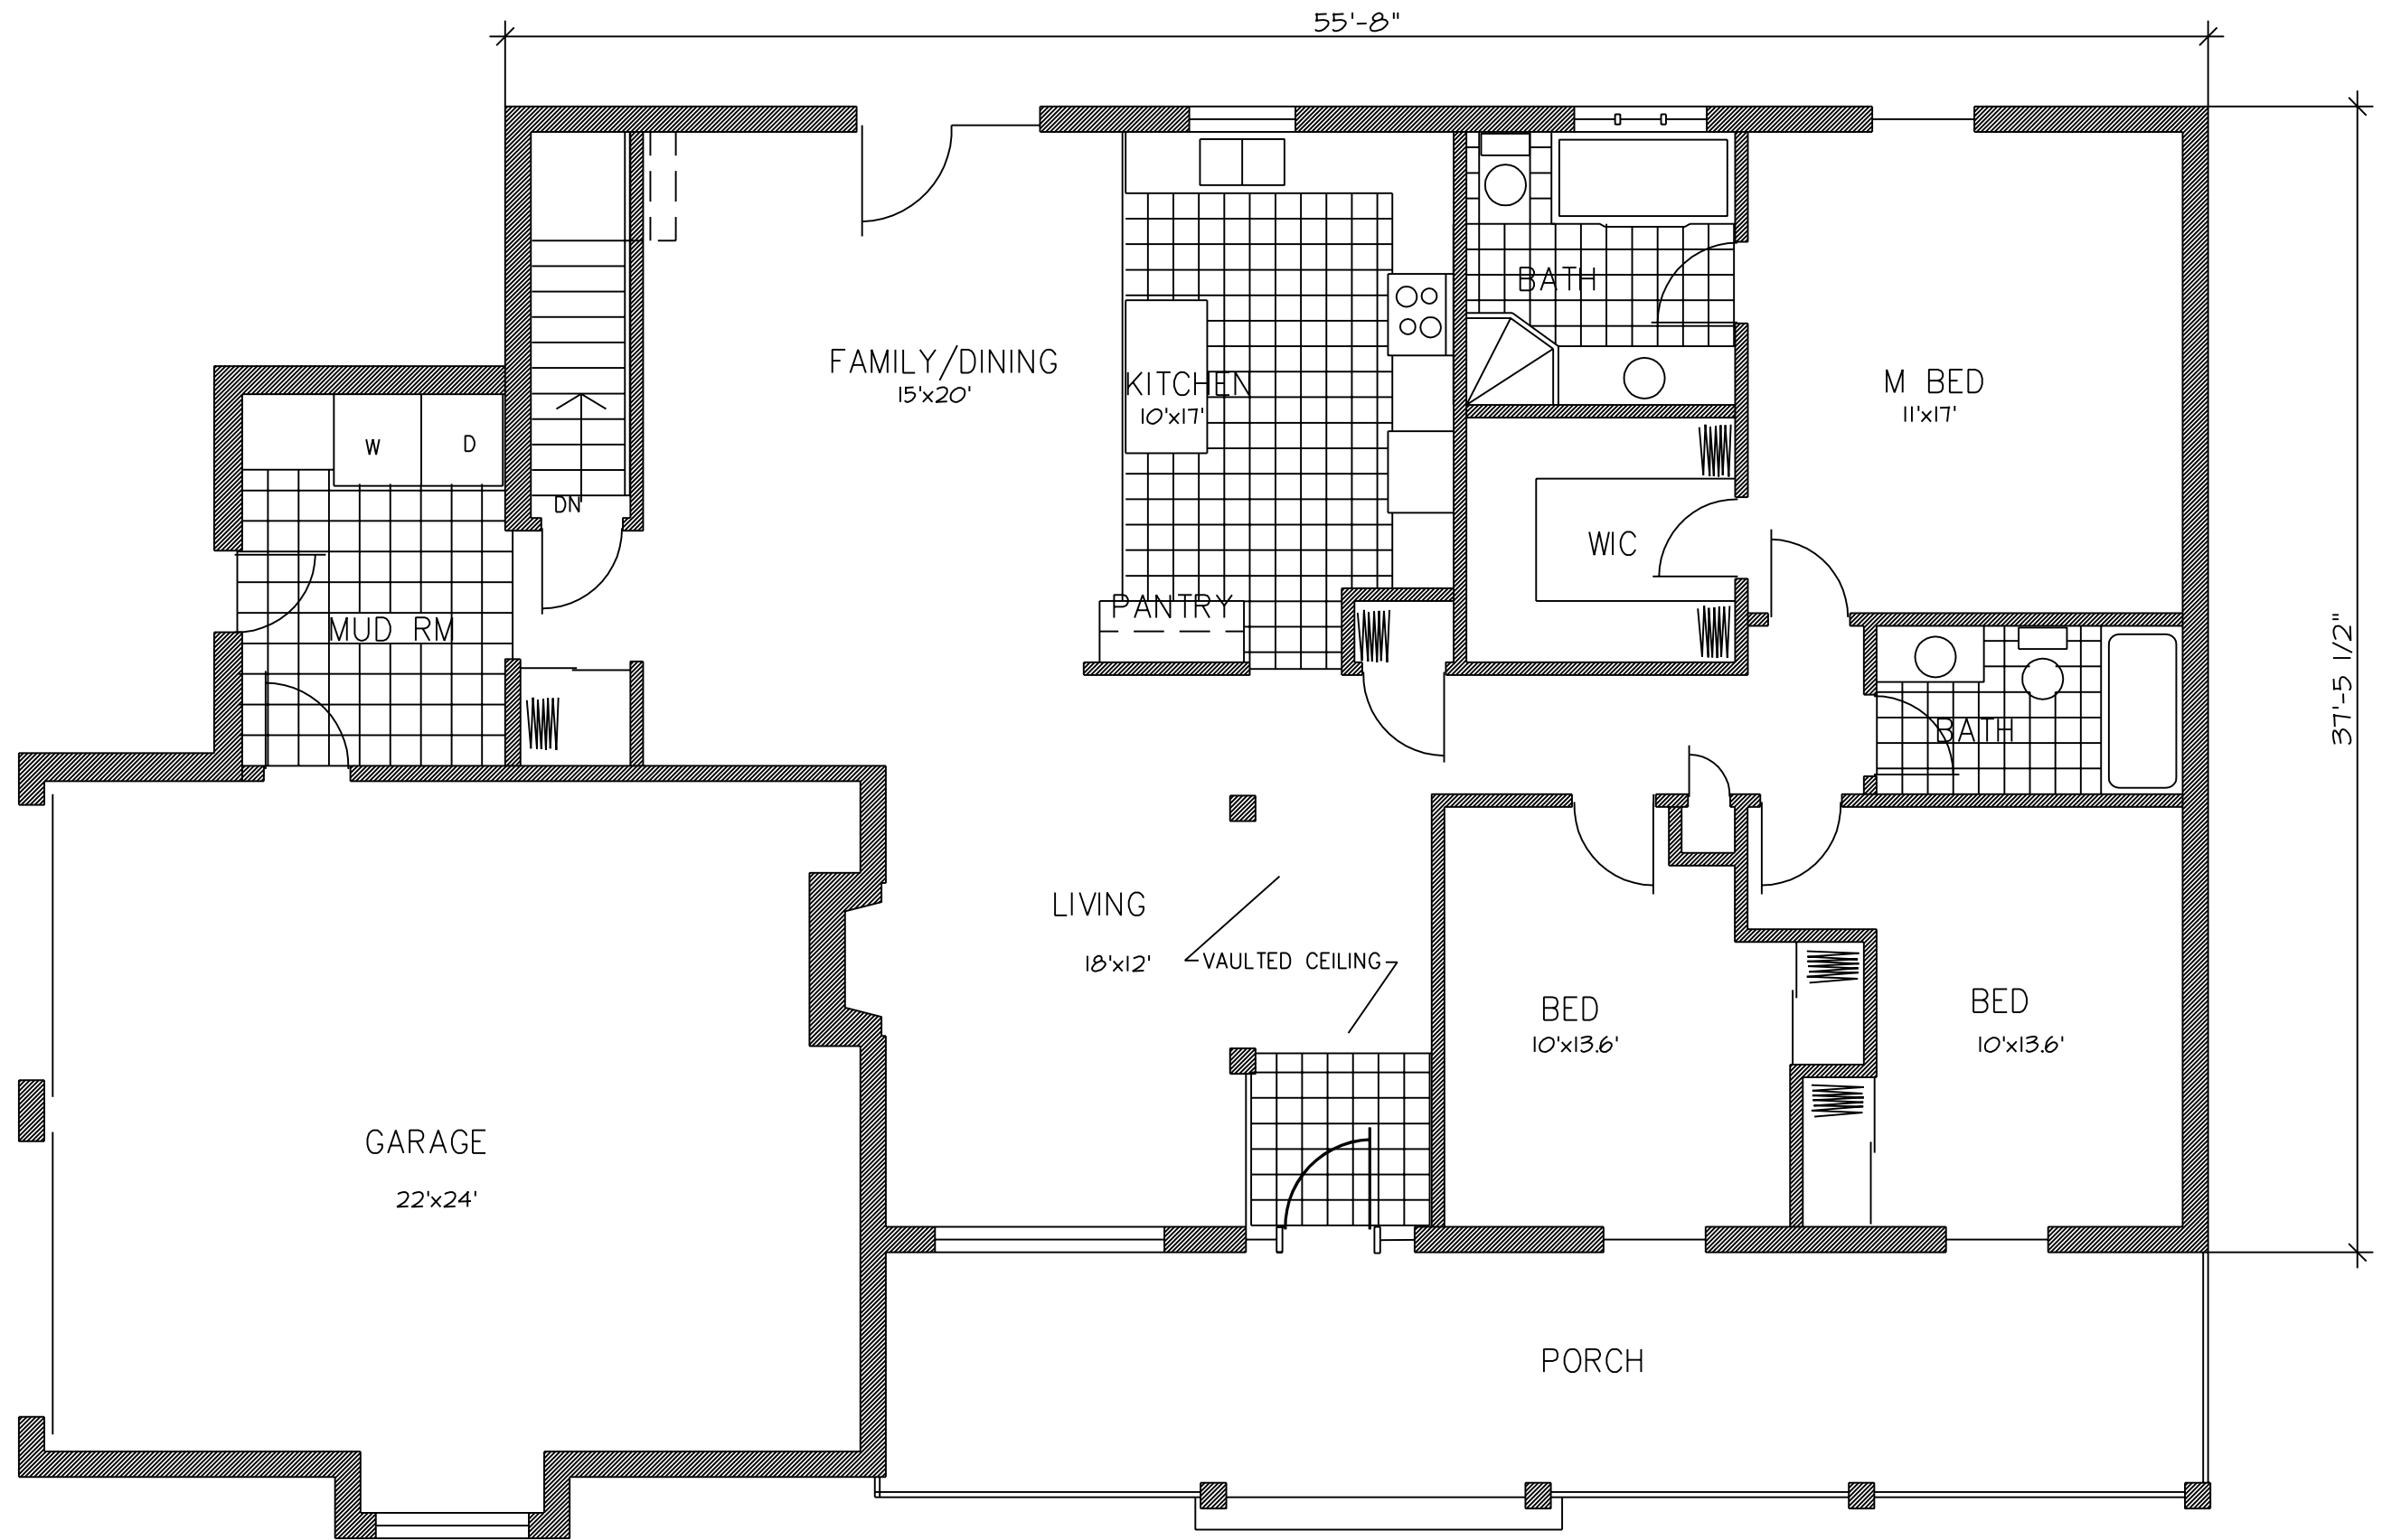 55'-8"
FAMILY/DINING
15'x20'
KITCHEN
10'x17'
BATH
M BED
11'x17'
W
D
DN
WIC
PANTRY
MUD RM
BATH
37'-5 1/2"
LIVING
18'x12'
VAULTED CEILING
BED
10'x13.6'
BED
10'x13.6'
GARAGE
22'x24'
PORCH